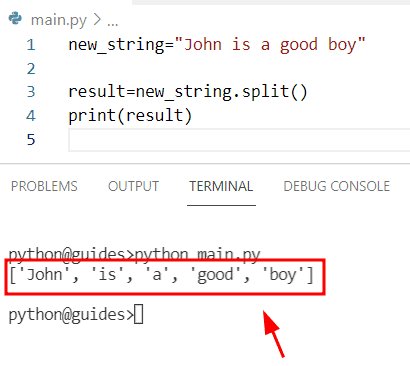 main.py > ...
1 new_string="John is a good boy"
2
3 result=new_string.split()
4 print(result)
5
PROBLEMS OUTPUT TERMINAL DEBUG CONSOLE
python@guides>python main.py
['John', 'is', 'a', 'good', 'boy']
python@guides>